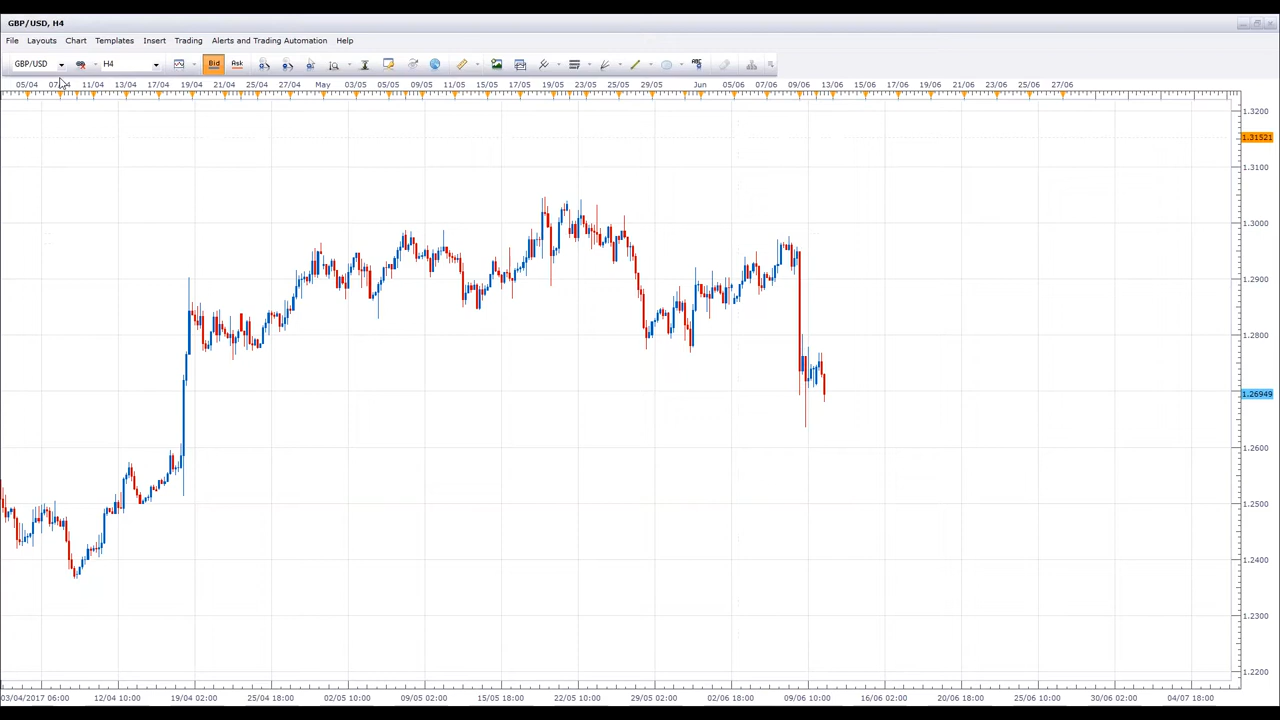 GBP/USD, H4
File Layouts Chart Templates Insert Trading Alerts and Trading Automation Help
GBP/USD H4 Bid Ask ABC
05/04 07/04 11/04 13/04 17/04 19/04 21/04 25/04 27/04 May 03/05 05/05 09/05 11/05 15/05 17/05 19/05 23/05 25/05 29/05 Jun 05/06 07/06 09/06 13/06 15/06 17/06 19/06 21/06 23/06 25/06 27/06
1.3200
1.31521
1.3100
1.3000
1.2900
1.2800
1.26949
1.2600
1.2500
1.2400
1.2300
1.2200
03/04/2017 06:00 12/04 10:00 19/04 02:00 25/04 18:00 02/05 10:00 09/05 02:00 15/05 18:00 22/05 10:00 29/05 02:00 02/06 18:00 09/06 10:00 16/06 02:00 20/06 18:00 25/06 10:00 30/06 02:00 4/07 18:00